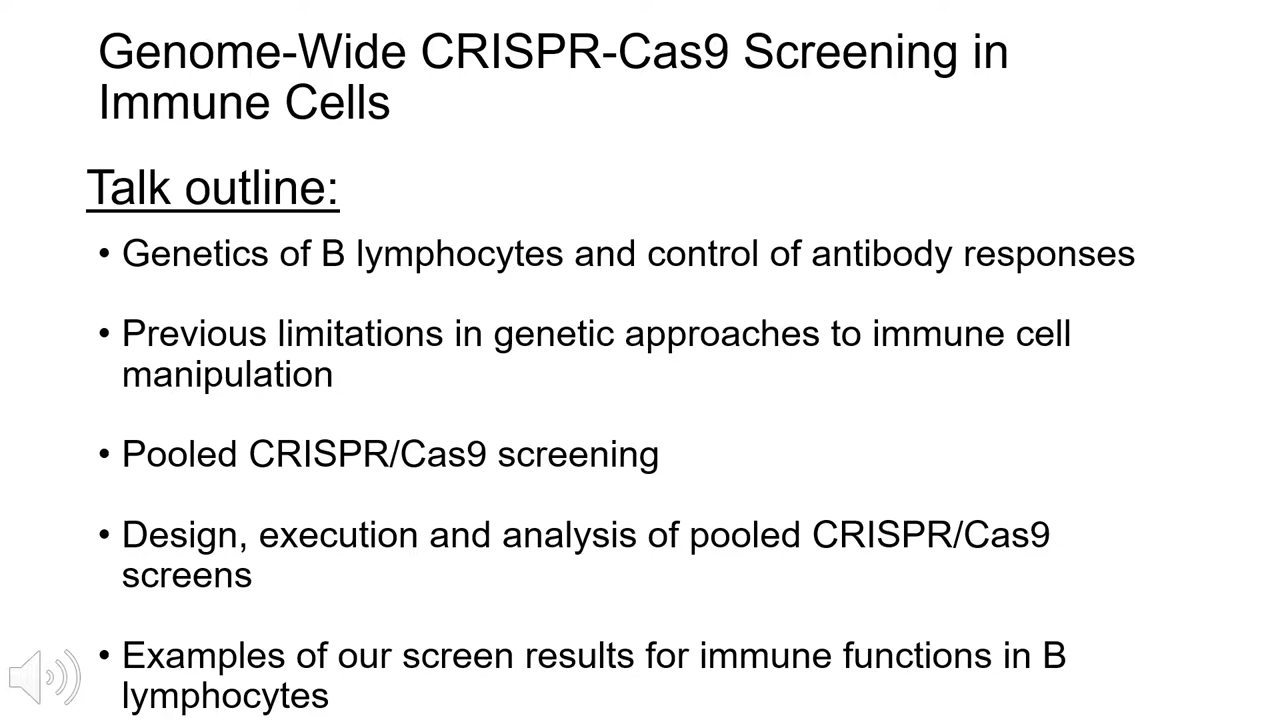 Genome-Wide CRISPR-Cas9 Screening in
Immune Cells
Talk outline:
• Genetics of B lymphocytes and control of antibody responses
• Previous limitations in genetic approaches to immune cell
manipulation
• Pooled CRISPR/Cas9 screening
• Design, execution and analysis of pooled CRISPR/Cas9
screens
• Examples of our screen results for immune functions in B
lymphocytes